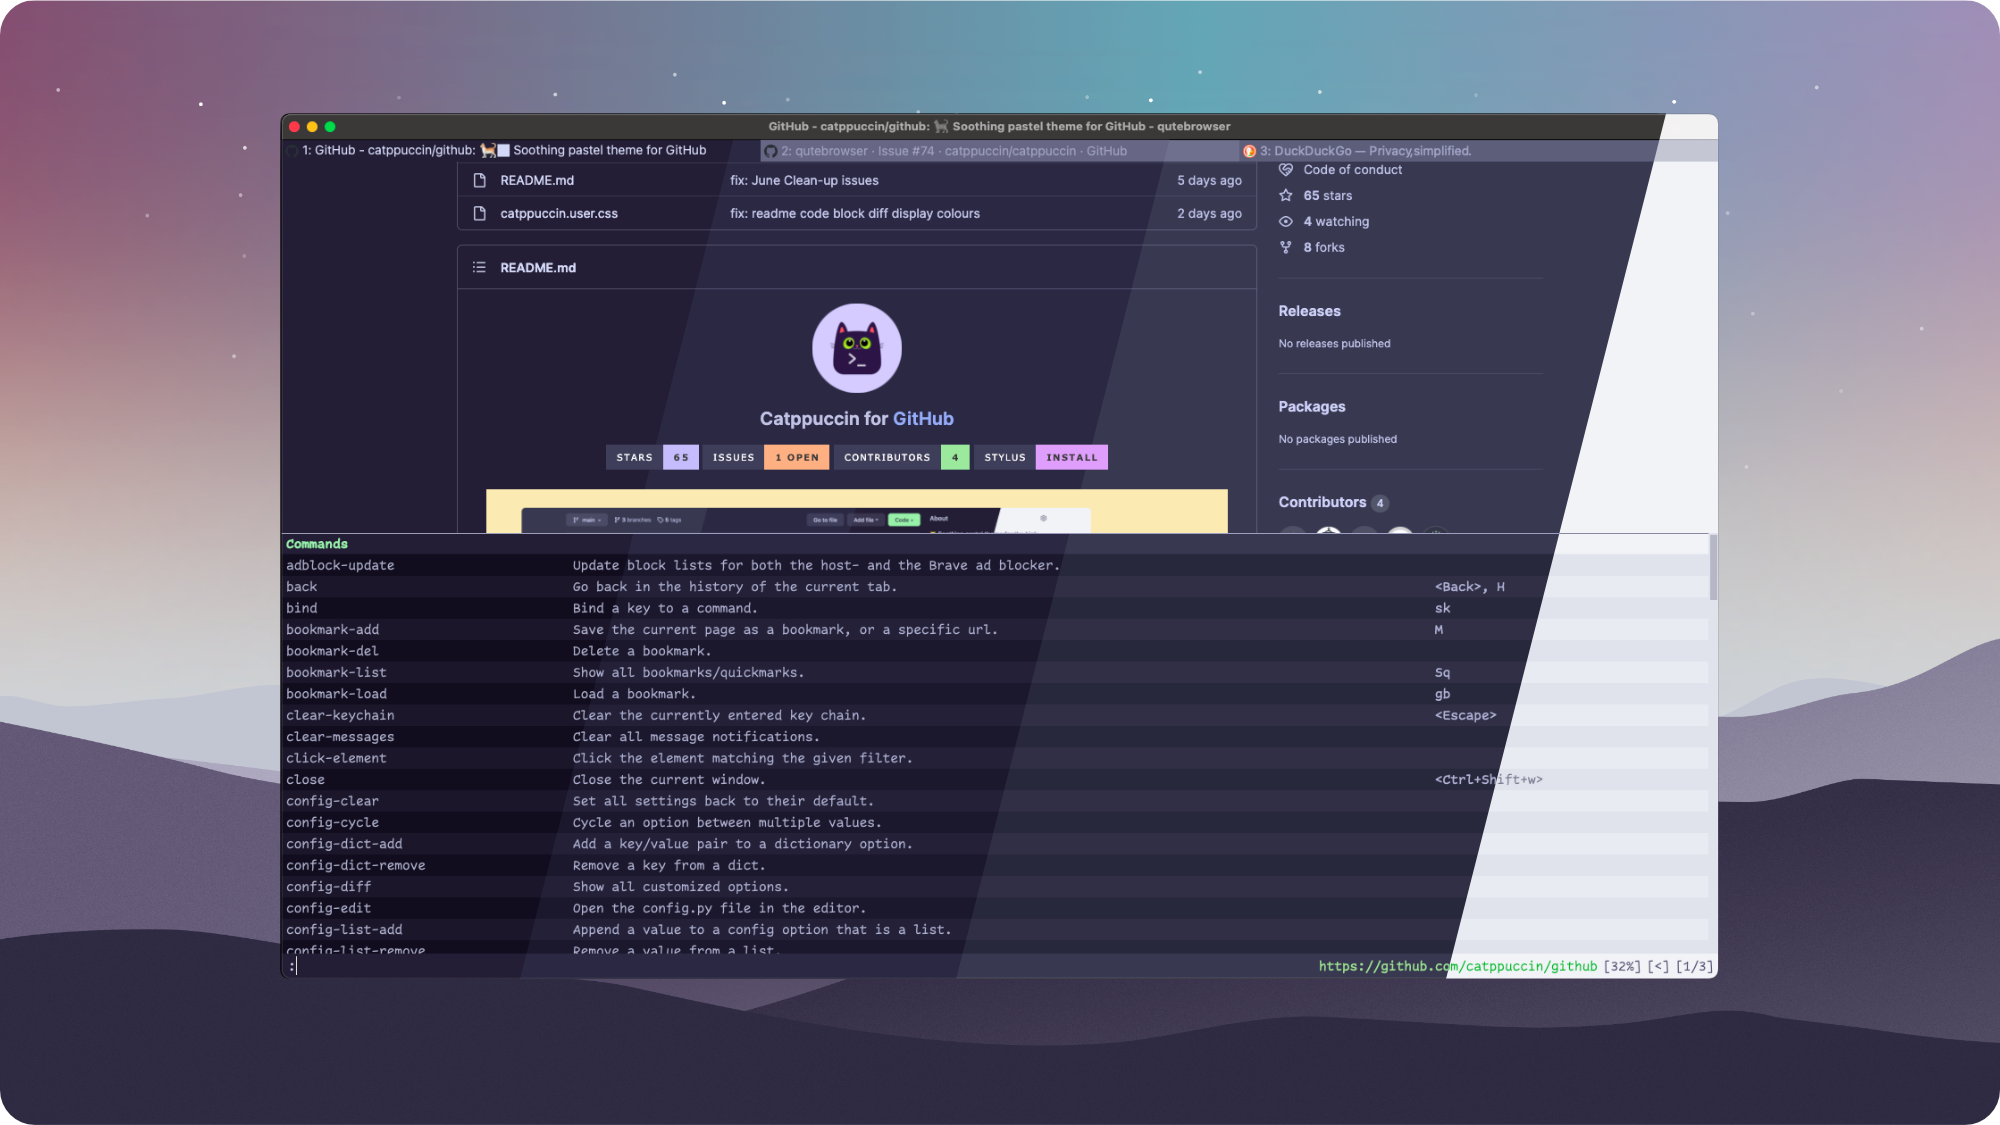 GitHub - catppuccin/github: 🐈‍⬛ Soothing pastel theme for GitHub - qutebrowser
1: GitHub - catppuccin/github: 🐈⬛ Soothing pastel theme for GitHub
2: qutebrowser · Issue #74 · catppuccin/catppuccin · GitHub
3: DuckDuckGo — Privacy, simplified.
README.md fix: June Clean-up issues 5 days ago
catppuccin.user.css fix: readme code block diff display colours 2 days ago
README.md
Catppuccin for GitHub
STARS 65 ISSUES 1 OPEN CONTRIBUTORS 4 STYLUS INSTALL
main 3 branches 5 tags Go to file Add file Code About
Code of conduct
65 stars
4 watching
8 forks
Releases
No releases published
Packages
No packages published
Contributors 4
Commands
adblock-update Update block lists for both the host- and the Brave ad blocker.
back Go back in the history of the current tab. <Back>, H
bind Bind a key to a command. sk
bookmark-add Save the current page as a bookmark, or a specific url. M
bookmark-del Delete a bookmark.
bookmark-list Show all bookmarks/quickmarks. Sq
bookmark-load Load a bookmark. gb
clear-keychain Clear the currently entered key chain. <Escape>
clear-messages Clear all message notifications.
click-element Click the element matching the given filter.
close Close the current window. <Ctrl+Shift+w>
config-clear Set all settings back to their default.
config-cycle Cycle an option between multiple values.
config-dict-add Add a key/value pair to a dictionary option.
config-dict-remove Remove a key from a dict.
config-diff Show all customized options.
config-edit Open the config.py file in the editor.
config-list-add Append a value to a config option that is a list.
config-list-remove Remove a value from a list.
: https://github.com/catppuccin/github [32%] [<] [1/3]